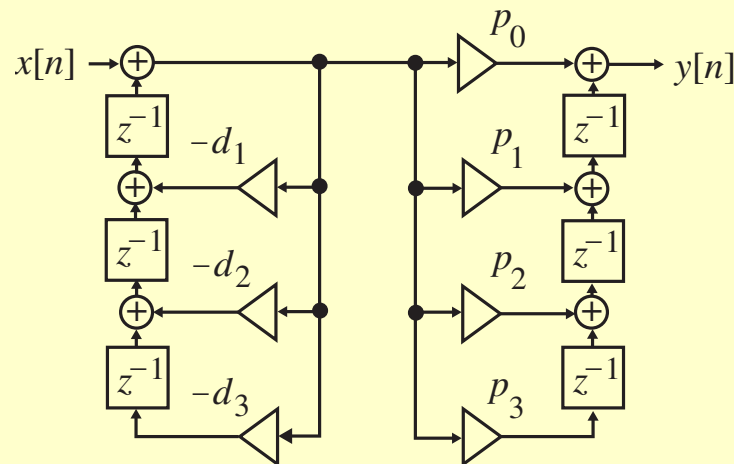 p₀
x[n] + + y[n]
z⁻¹ z⁻¹
−d₁ p₁
+ +
z⁻¹ z⁻¹
−d₂ p₂
+ +
z⁻¹ z⁻¹
−d₃ p₃